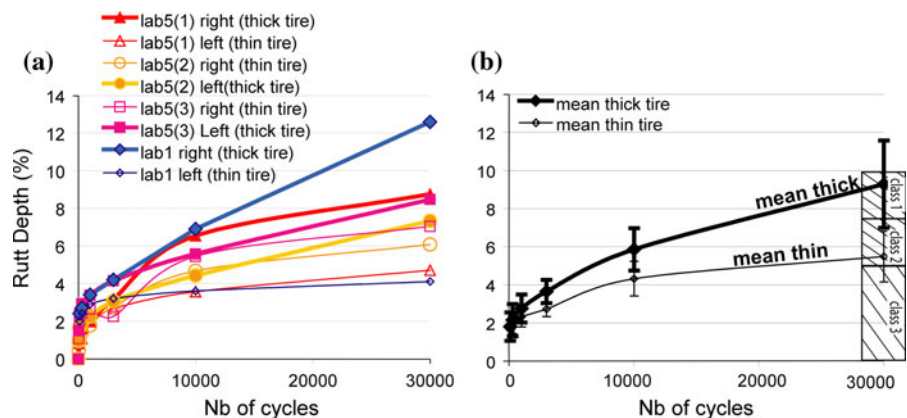 (a)
lab5(1) right (thick tire)
lab5(1) left (thin tire)
lab5(2) right (thin tire)
lab5(2) left(thick tire)
lab5(3) right (thin tire)
lab5(3) Left (thick tire)
lab1 right (thick tire)
lab1 left (thin tire)
Rutt Depth (%)
14
12
10
8
6
4
2
0
0
10000
20000
30000
Nb of cycles
(b)
mean thick tire
mean thin tire
14
12
10
8
6
4
2
0
mean thick
mean thin
class 1
class 2
class 3
0
10000
20000
30000
Nb of cycles